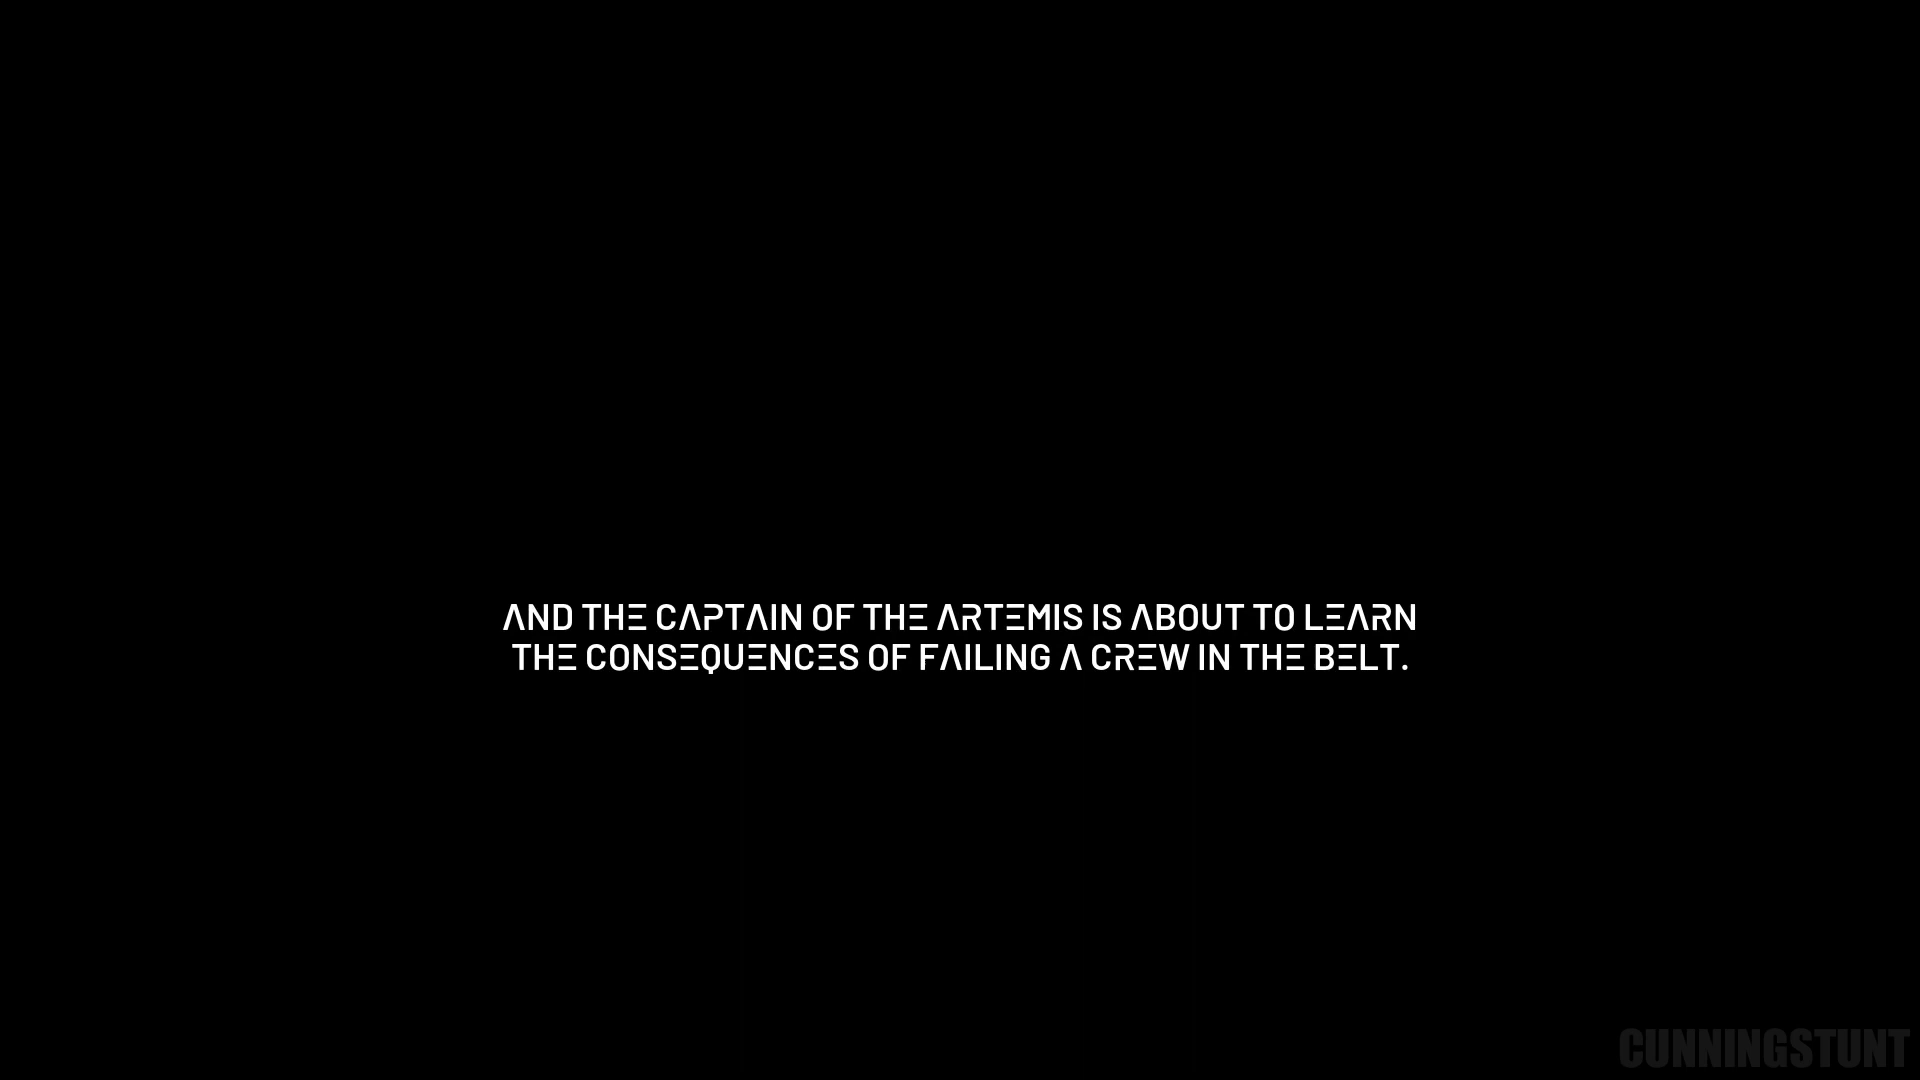 AND THE CAPTAIN OF THE ARTEMIS IS ABOUT TO LEARN
THE CONSEQUENCES OF FAILING A CREW IN THE BELT.
CUNNINGSTUNT